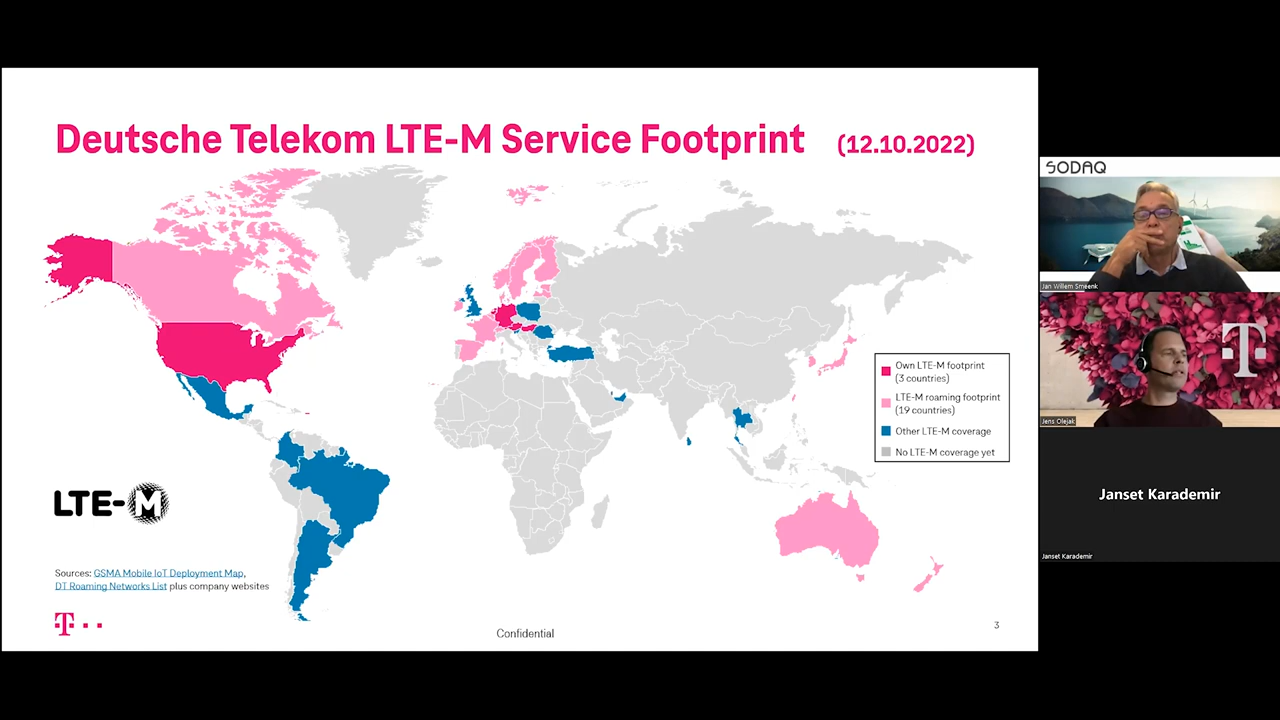 Deutsche Telekom LTE-M Service Footprint (12.10.2022)
Own LTE-M footprint
(3 countries)
LTE-M roaming footprint
(19 countries)
Other LTE-M coverage
No LTE-M coverage yet
LTE-M
Sources: GSMA Mobile IoT Deployment Map,
DT Roaming Networks List plus company websites
T
Confidential
3
SODAQ
Jan Willem Smeenk
T
Jens Olejak
Janset Karademir
Janset Karademir